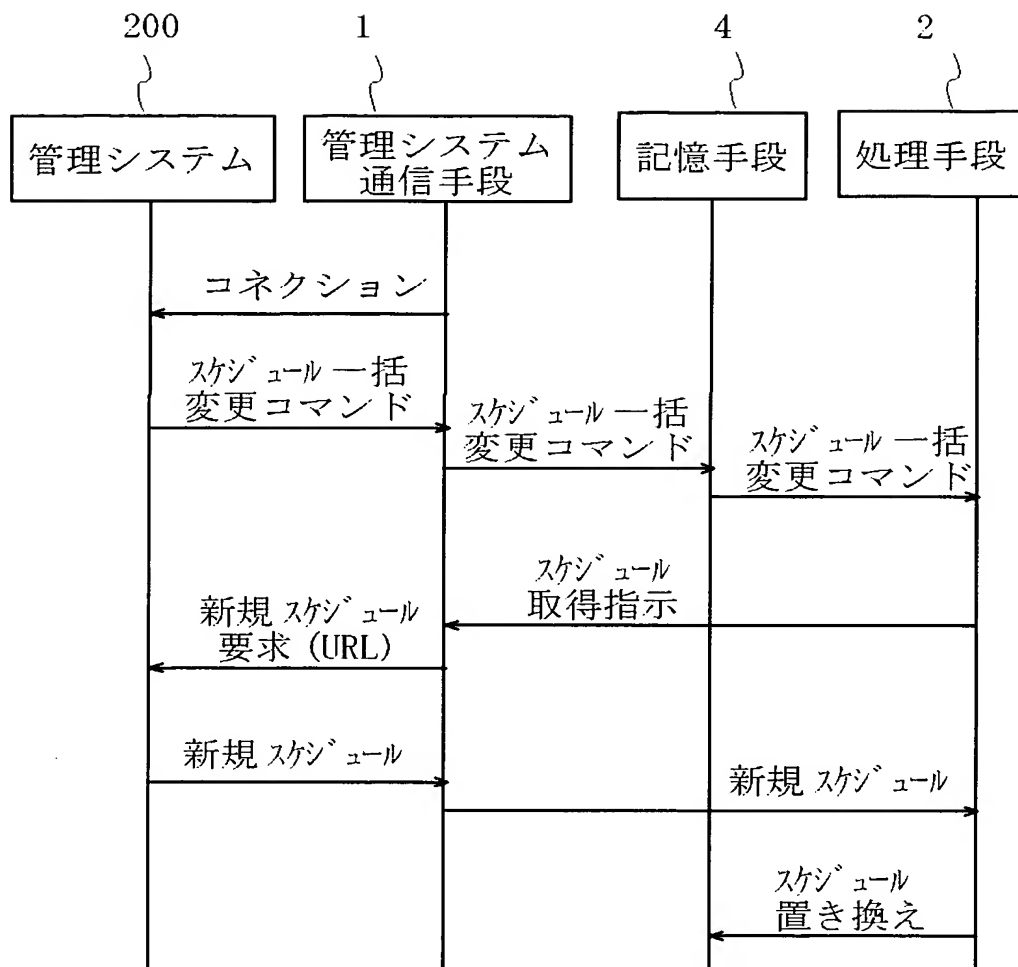 200
1
4
2
管理システム
管理システム
通信手段
記憶手段
処理手段
コネクション
スケジュール一括
変更コマンド
スケジュール一括
変更コマンド
スケジュール一括
変更コマンド
スケジュール
取得指示
新規スケジュール
要求(URL)
新規スケジュール
新規スケジュール
スケジュール
置き換え